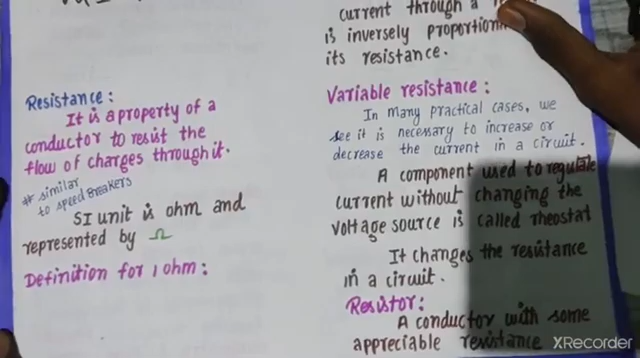 Resistance:
It is a property of a
conductor to resist the
flow of charges through it.
# similar
to speed breakers
SI unit is ohm and
represented by Ω
Definition for 1 ohm:
current through a
is inversely
its resistance.
Variable resistance:
In many practical cases, we
see it is necessary to increase or
decrease the current in a circuit.
A component used to regulate
current without changing the
voltage source is called rheostat
It changes the resistance
in a circuit.
Resistor:
A conductor with some
appreciable resistance
XRecorder